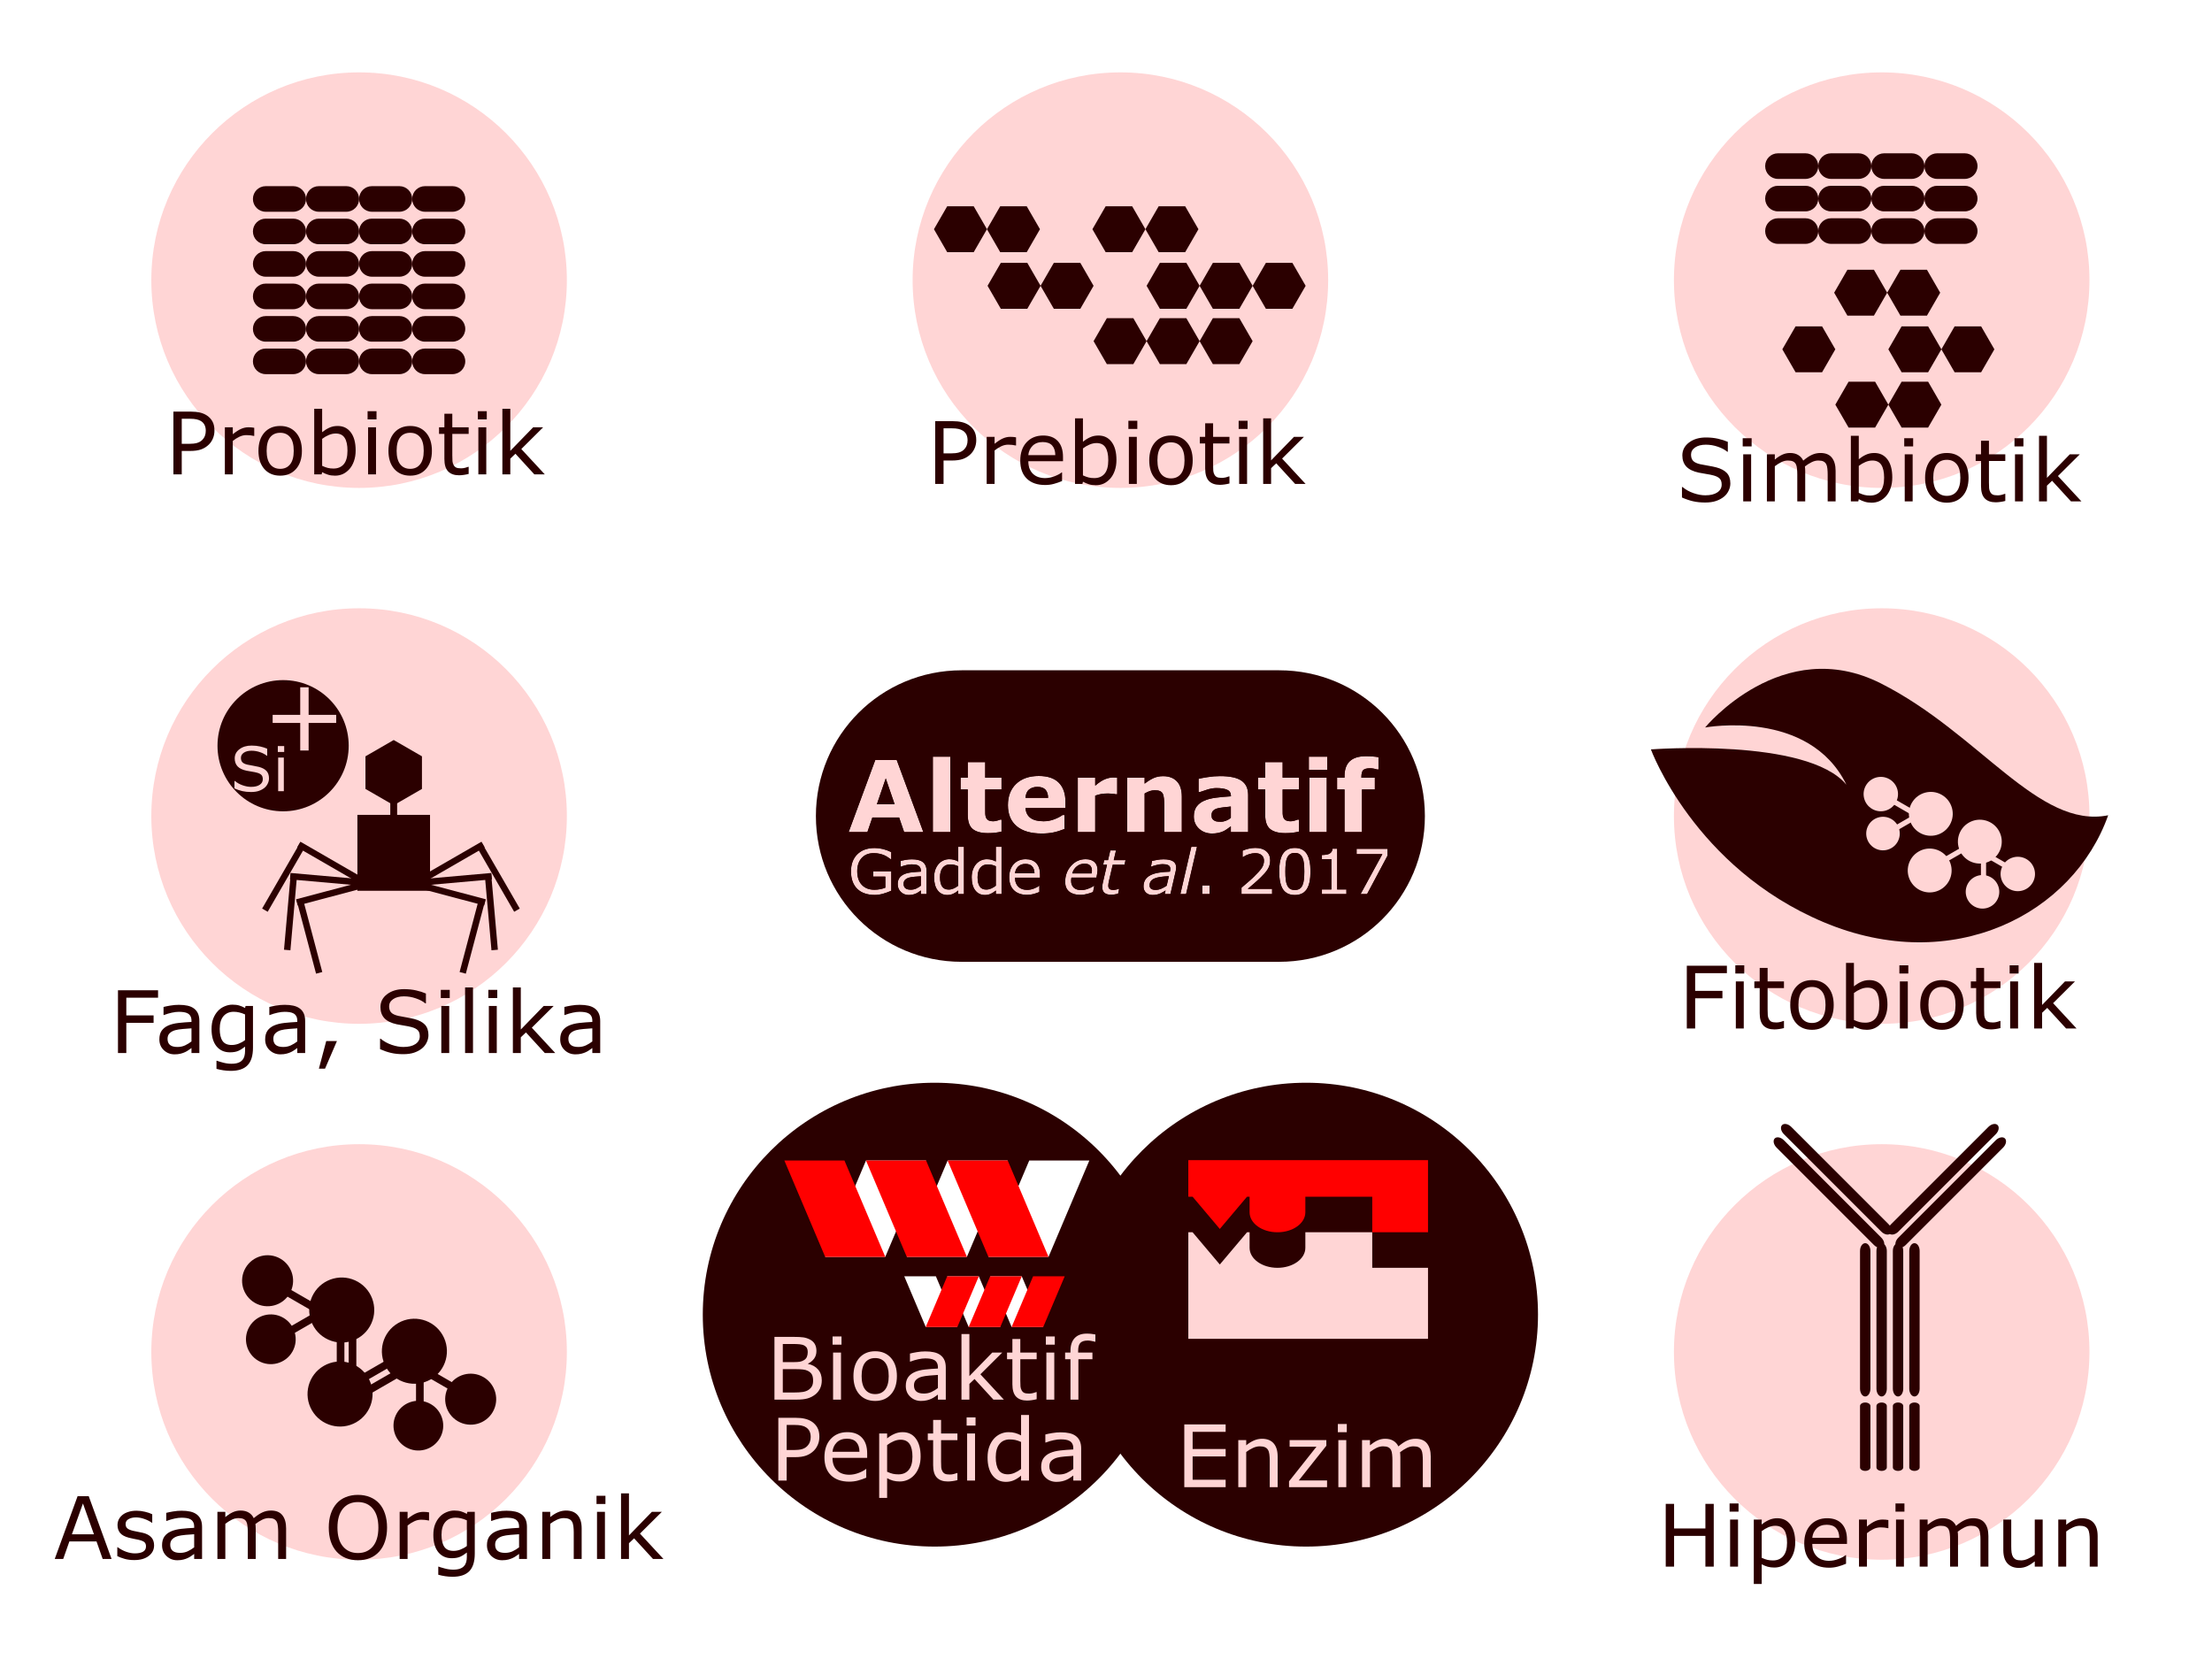 Probiotik
Prebiotik
Simbiotik
Si
Faga, Silika
Alternatif
Gadde et al. 2017
Fitobiotik
Asam Organik
Bioaktif
Peptida
Enzim
Hiperimun